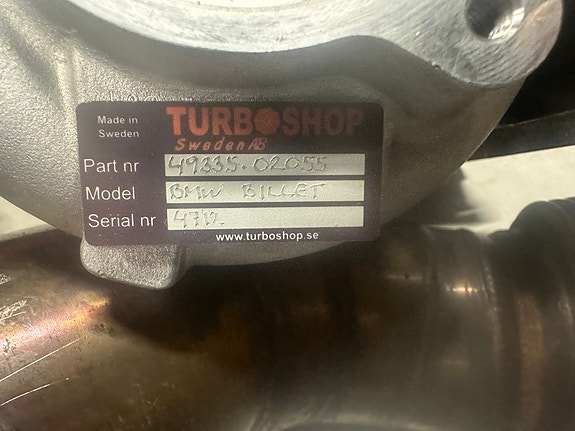 Made in
Sweden
TURBOSHOP
Sweden AB
Part nr 49335.02055
Model BMW BILLET
Serial nr 4712
www.turboshop.se